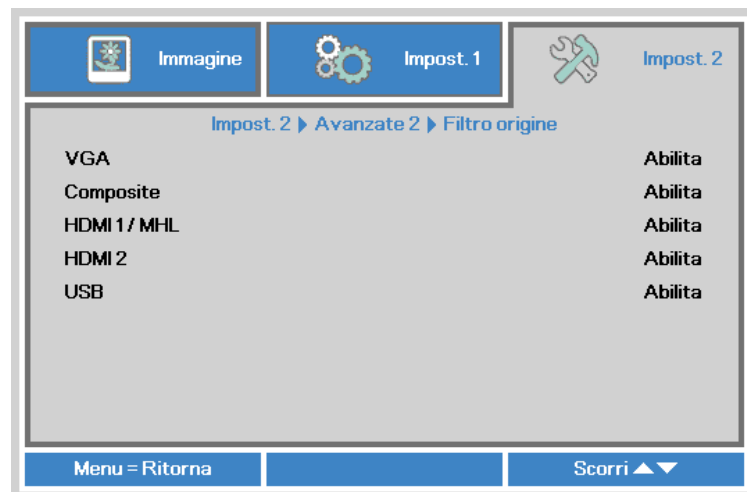 Immagine Impost. 1 Impost. 2
Impost. 2 ▶ Avanzate 2 ▶ Filtro origine
VGA Abilita
Composite Abilita
HDMI 1 / MHL Abilita
HDMI 2 Abilita
USB Abilita
Menu = Ritorna Scorri ▲▼